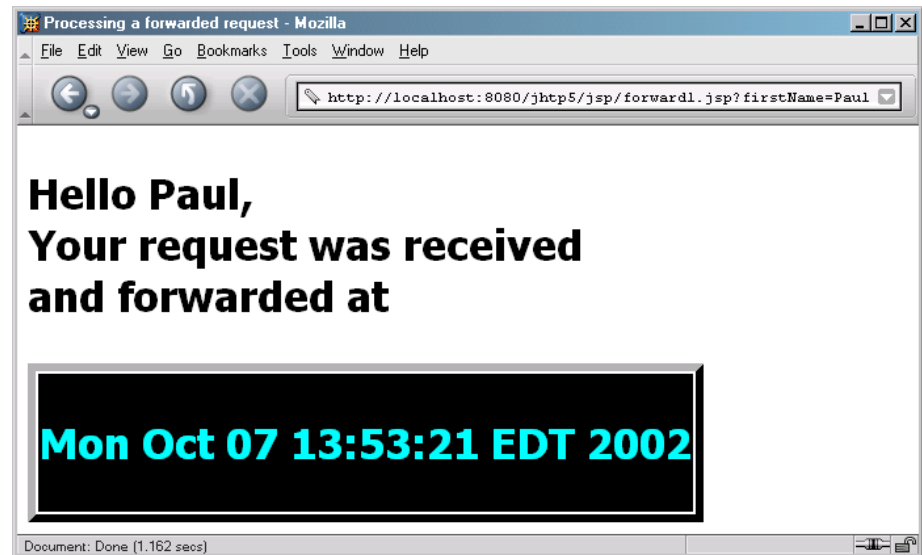 Processing a forwarded request - Mozilla
File Edit View Go Bookmarks Tools Window Help
http://localhost:8080/jhtp5/jsp/forward1.jsp?firstName=Paul
Hello Paul,
Your request was received
and forwarded at
Mon Oct 07 13:53:21 EDT 2002
Document: Done (1.162 secs)